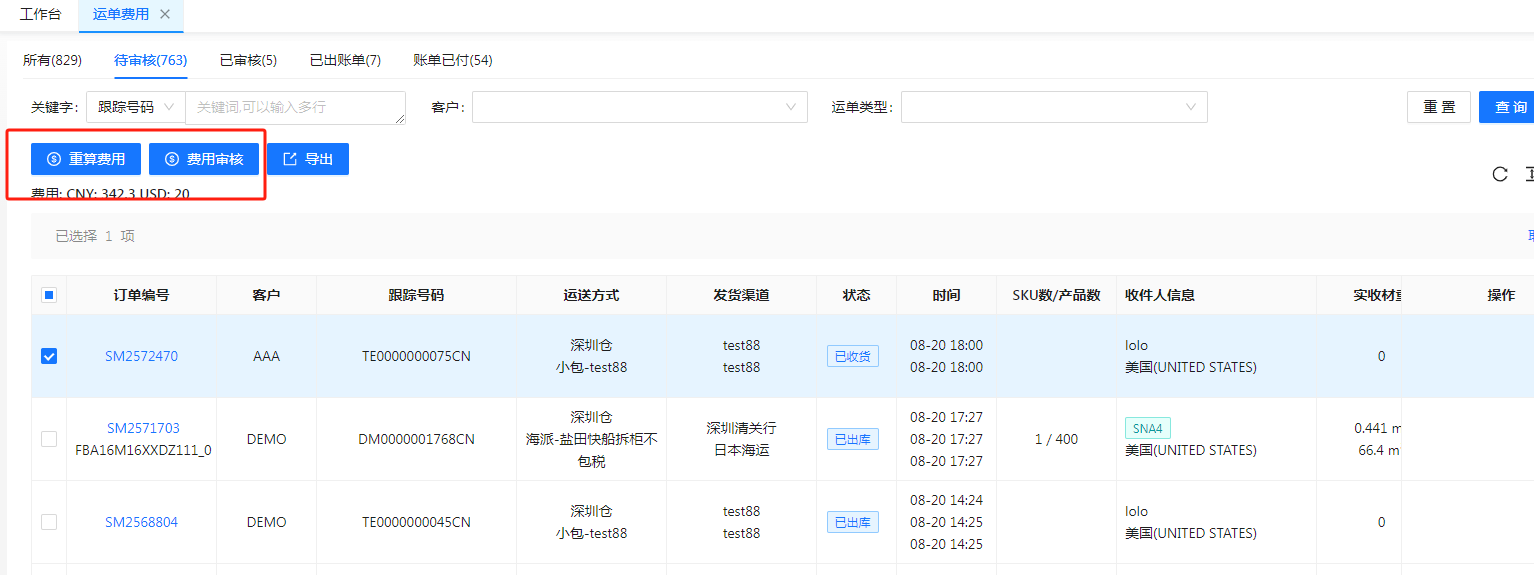 工作台 运单费用
所有(829) 待审核(763) 已审核(5) 已出账单(7) 账单已付(54)
关键字: 跟踪号码 关键词,可以输入多行 客户: 运单类型: 重 置 查 询
重算费用 费用审核 导出
费用: CNY: 342.3 USD: 20
已选择 1 项
订单编号 客户 跟踪号码 运送方式 发货渠道 状态 时间 SKU数/产品数 收件人信息 实收材 操作
SM2572470 AAA TE0000000075CN 深圳仓 小包-test88 test88 test88 已收货 08-20 18:00 08-20 18:00 lolo 美国(UNITED STATES) 0
SM2571703 FBA16M16XXDZ111_0 DEMO DM0000001768CN 深圳仓 海派-盐田快船拆柜不包税 深圳清关行 日本海运 已出库 08-20 17:27 08-20 17:27 08-20 17:27 1 / 400 SNA4 美国(UNITED STATES) 0.441 m 66.4 m
SM2568804 DEMO TE0000000045CN 深圳仓 小包-test88 test88 test88 已出库 08-20 14:24 08-20 14:25 08-20 14:25 lolo 美国(UNITED STATES) 0